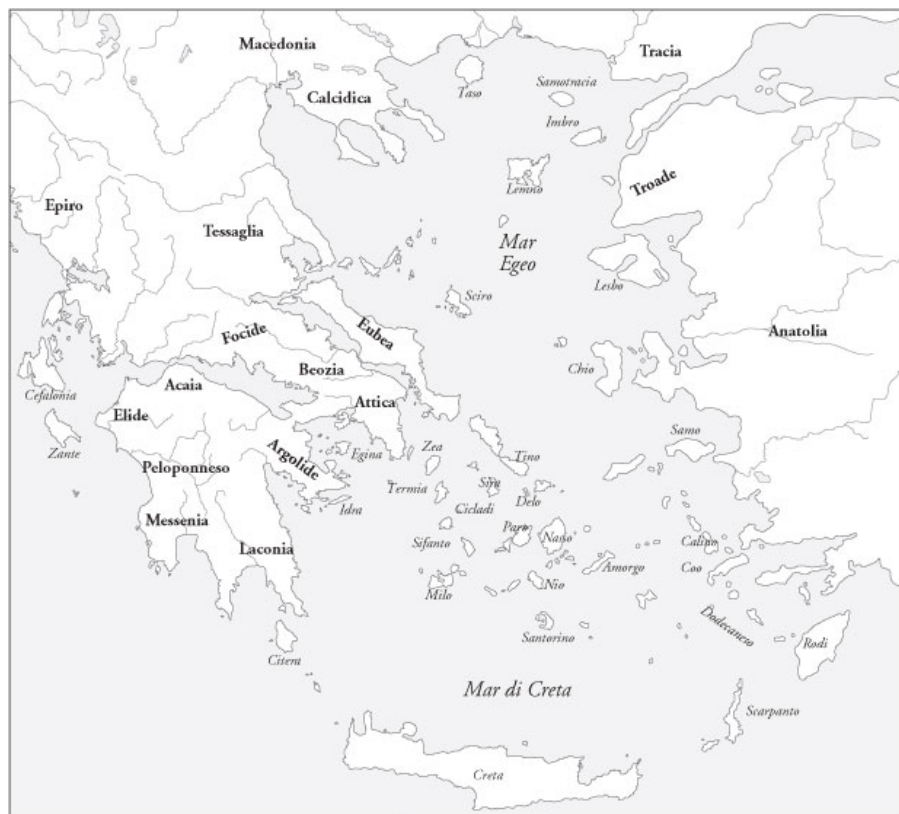 Macedonia
Tracia
Taso
Samotracia
Calcidica
Imbro
Lemno
Troade
Epiro
Tessaglia
Mar
Egeo
Lesbo
Sciro
Focide
Eubea
Anatolia
Beozia
Chio
Cefalonia
Acaia
Attica
Elide
Zante
Argolide
Egina
Zea
Tino
Samo
Peloponneso
Termia
Siro
Delo
Idra
Cicladi
Messenia
Sifanto
Paro
Nasso
Calino
Laconia
Milo
Nio
Amorgo
Coo
Dodecaneso
Santorino
Rodi
Citera
Mar di Creta
Scarpanto
Creta